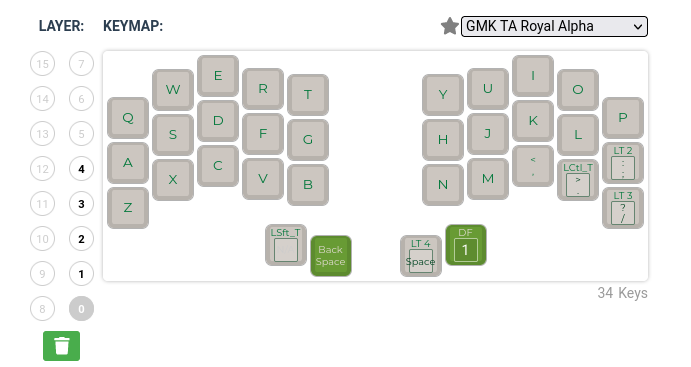 LAYER: KEYMAP: GMK TA Royal Alpha
15 7
14 6
13 5
12 4
11 3
10 2
9 1
8 0
Q W E R T Y U I O P
A S D F G H J K L LT 2 : ;
Z X C V B N M < , LCtl_T > . LT 3 ? /
LSft_T Back Space LT 4 Space DF 1
34 Keys